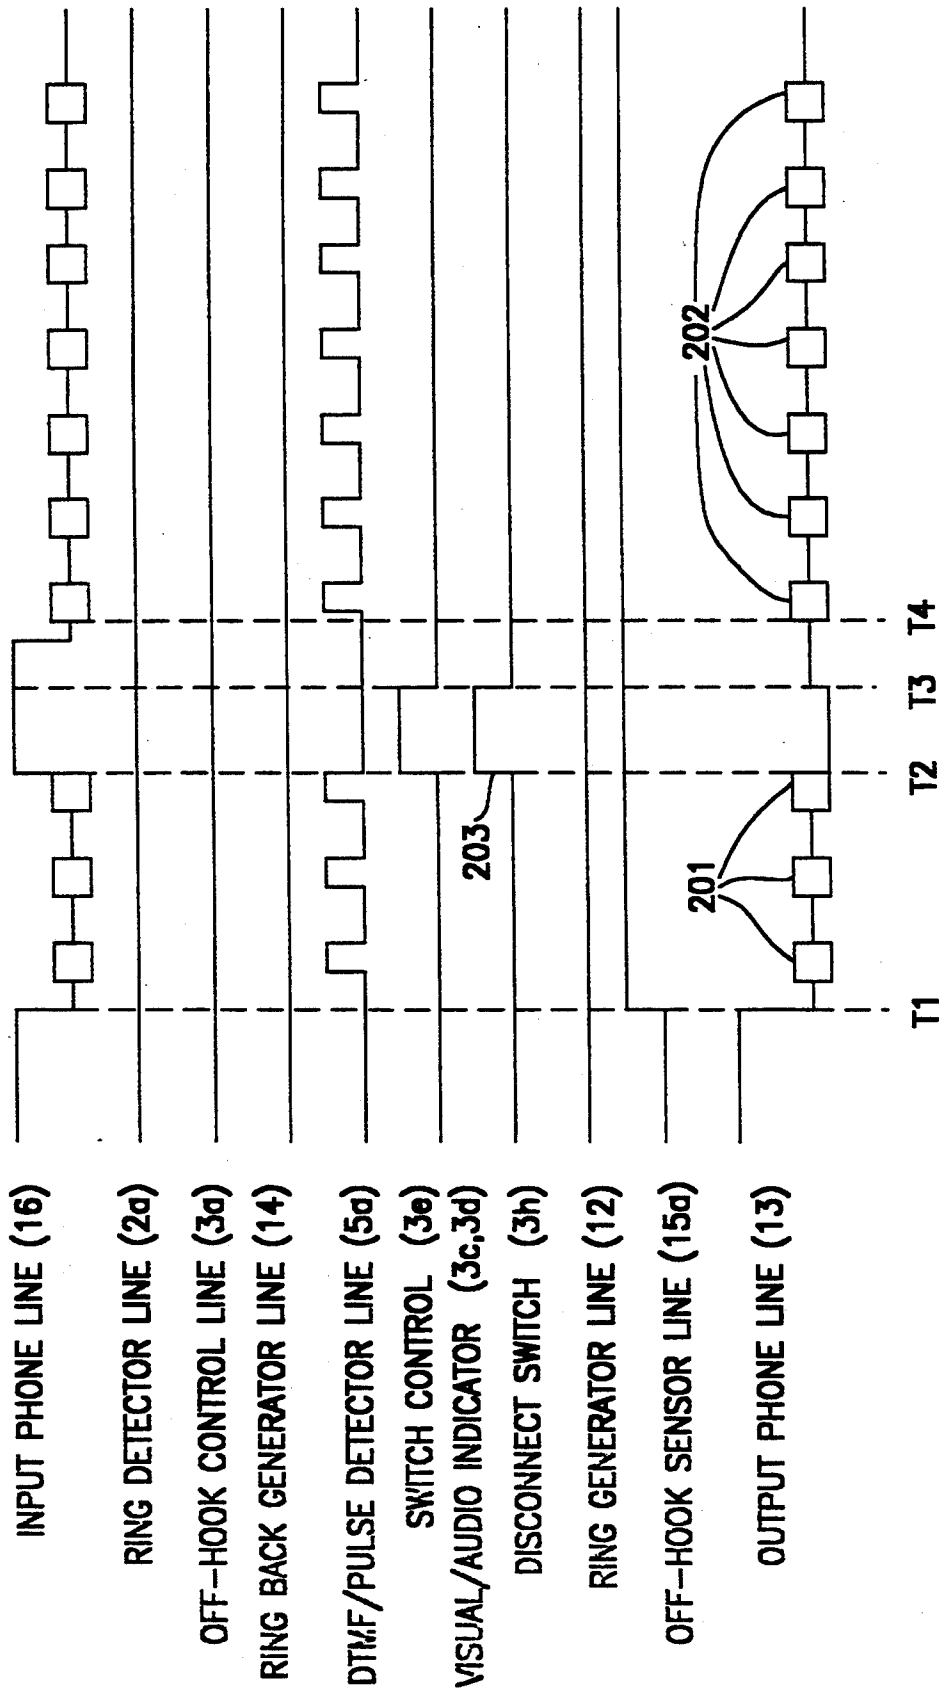 INPUT PHONE LINE (16)
RING DETECTOR LINE (2a)
OFF-HOOK CONTROL LINE (3a)
RING BACK GENERATOR LINE (14)
DTMF/PULSE DETECTOR LINE (5a)
SWITCH CONTROL (3e)
VISUAL/AUDIO INDICATOR (3c,3d)
DISCONNECT SWITCH (3h)
RING GENERATOR LINE (12)
OFF-HOOK SENSOR LINE (15a)
OUTPUT PHONE LINE (13)
203
201
202
T1
T2
T3
T4